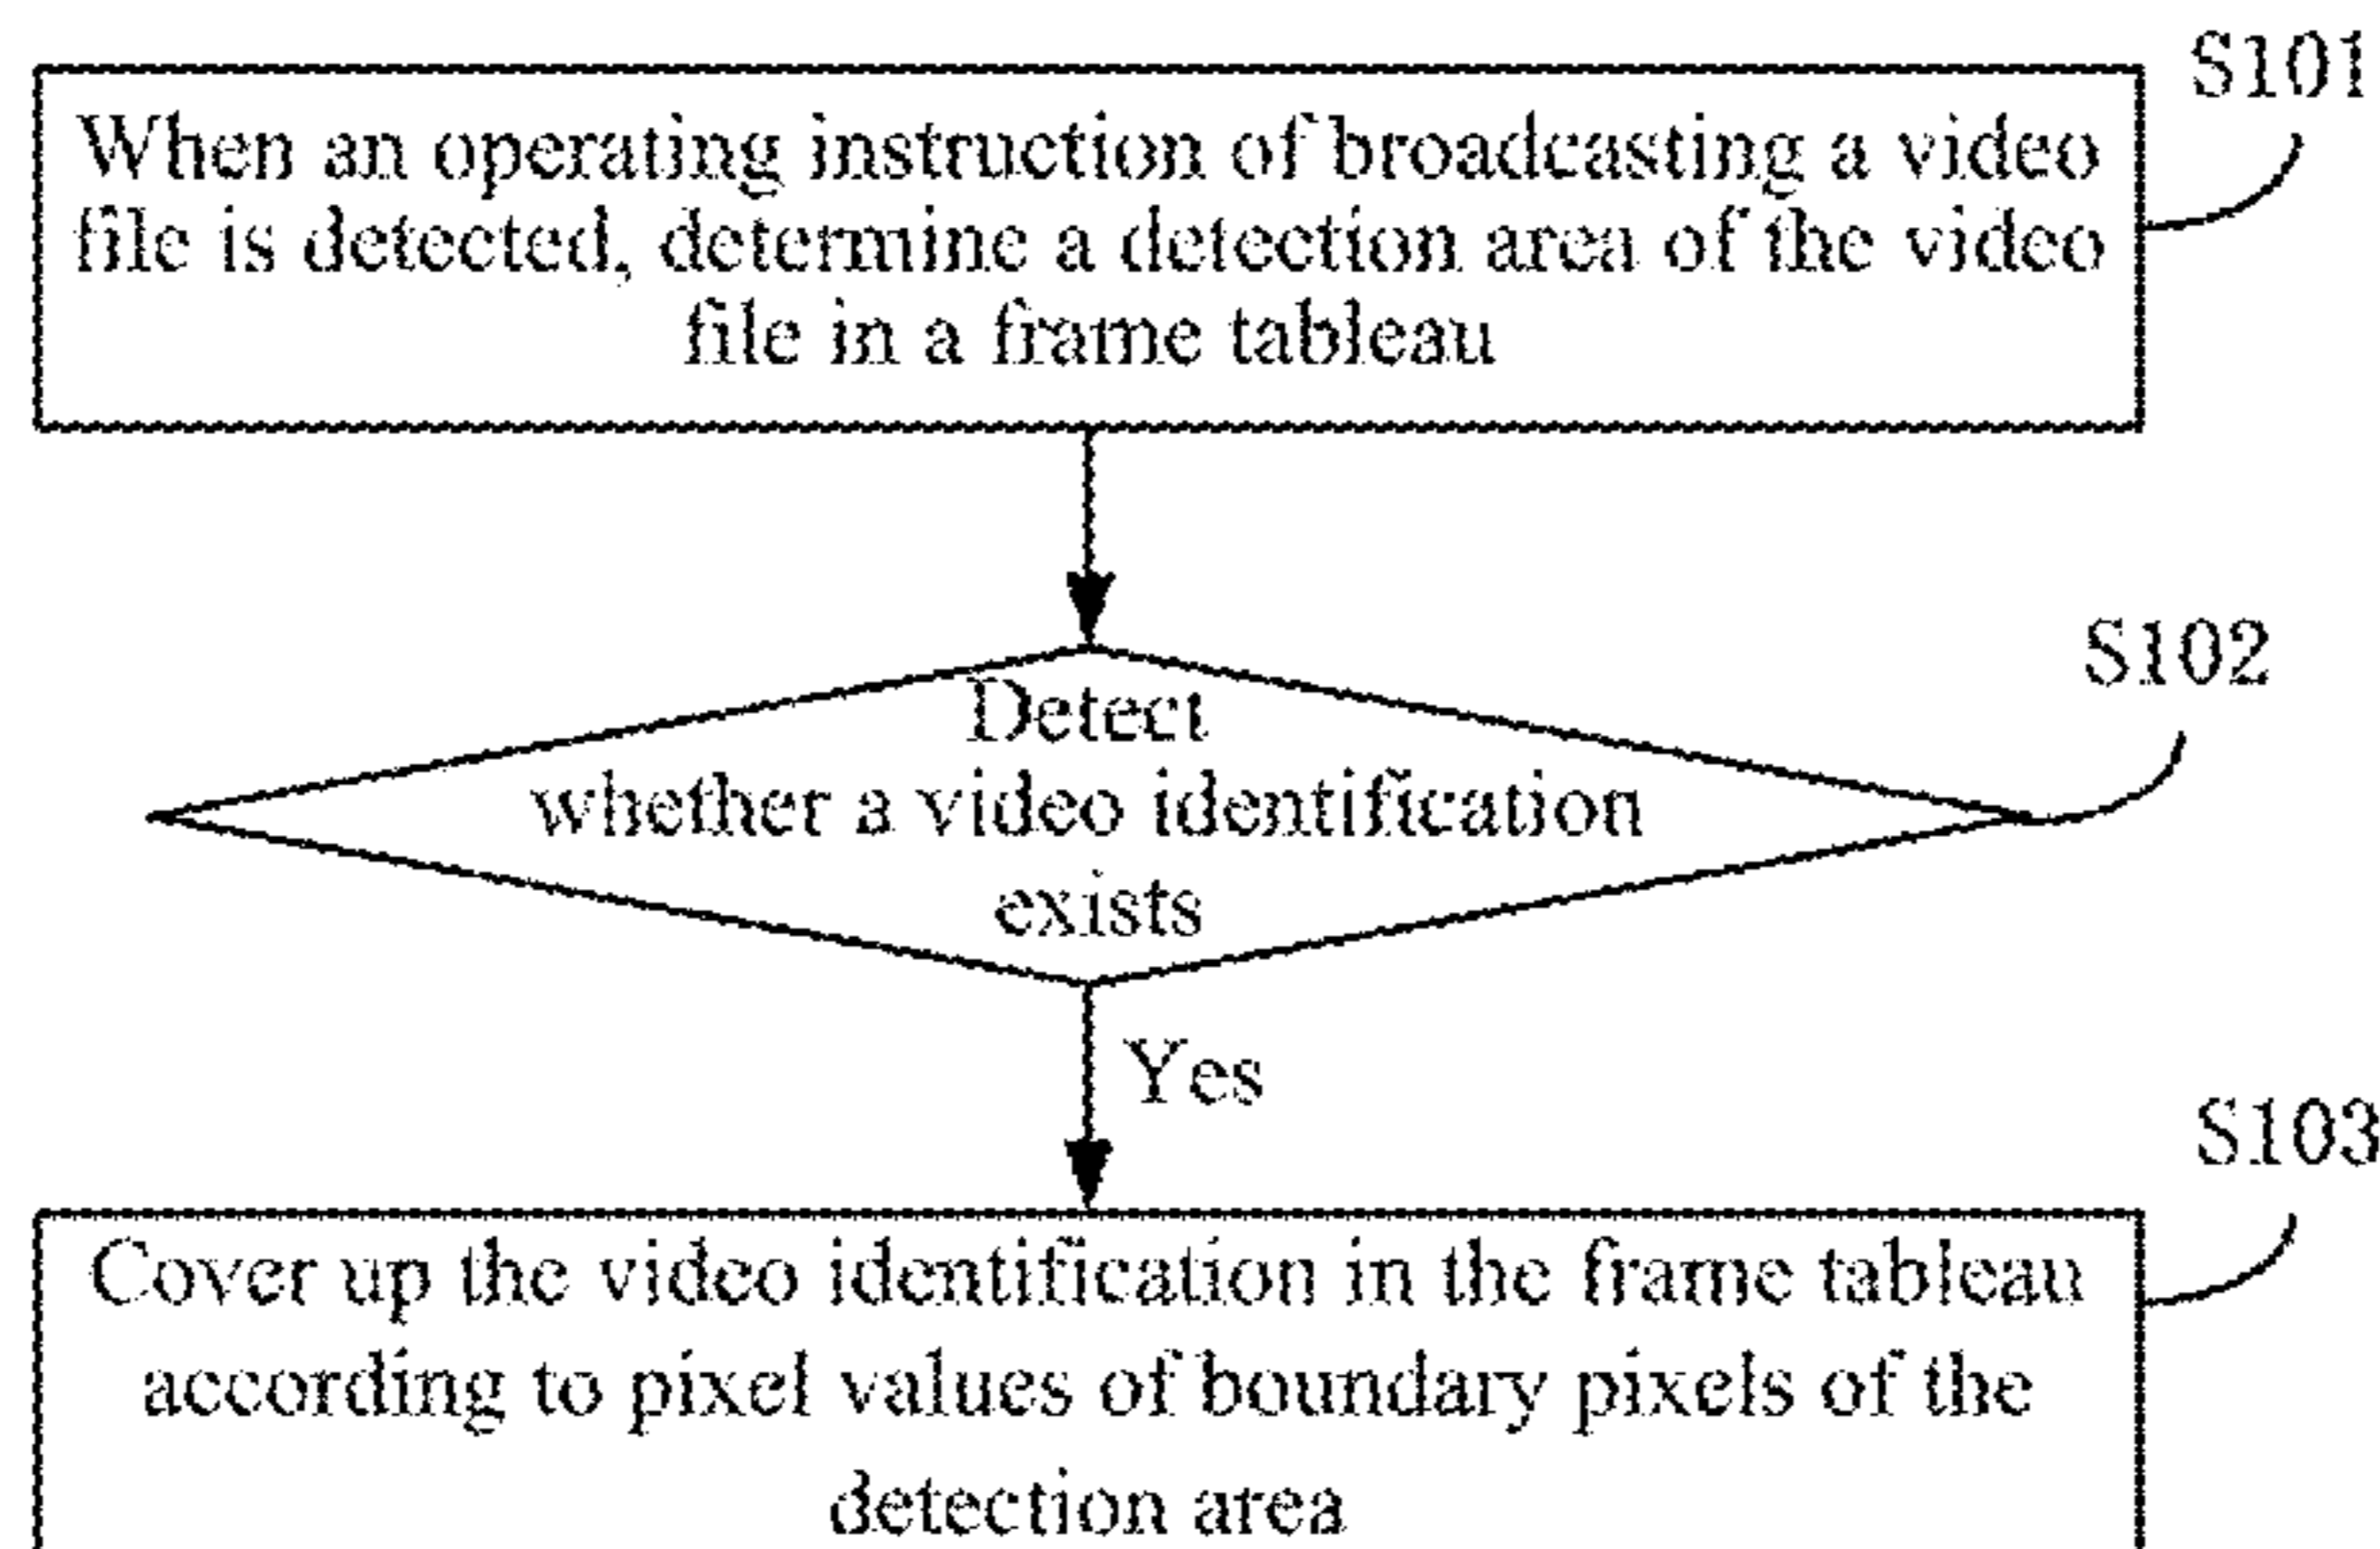 S101
When an operating instruction of broadcasting a video
file is detected, determine a detection area of the video
file in a frame tableau
S102
Detect
whether a video identification
exists
Yes
S103
Cover up the video identification in the frame tableau
according to pixel values of boundary pixels of the
detection area